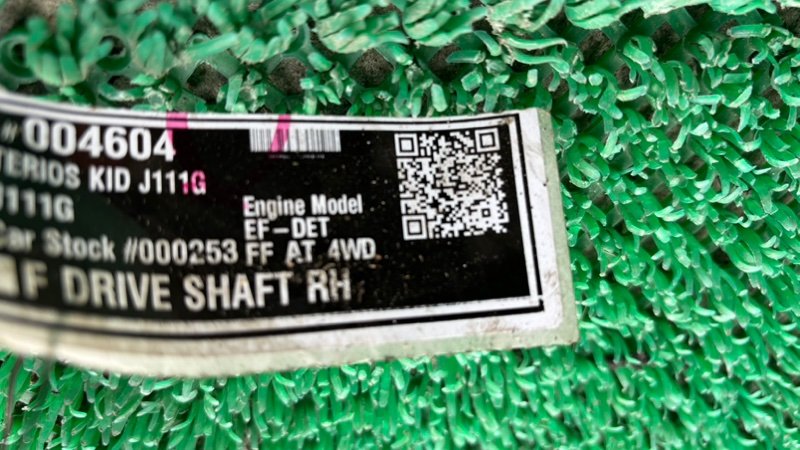 # 004604
TERIOS KID J111G
J111G
Engine Model
EF-DET
Car Stock #000253 FF AT 4WD
F DRIVE SHAFT RH